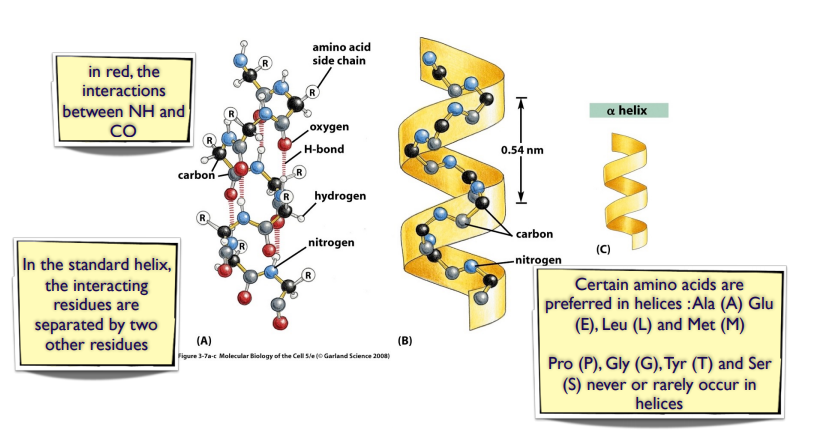 in red, the
interactions
between NH and
CO
In the standard helix,
the interacting
residues are
separated by two
other residues
amino acid
side chain
R
R
R
R
R
R
R
R
R
oxygen
H-bond
carbon
hydrogen
nitrogen
(A)
0.54 nm
carbon
nitrogen
(B)
α helix
(C)
Certain amino acids are
preferred in helices :Ala (A) Glu
(E), Leu (L) and Met (M)
Pro (P), Gly (G), Tyr (T) and Ser
(S) never or rarely occur in
helices
Figure 3-7a-c Molecular Biology of the Cell 5/e (© Garland Science 2008)